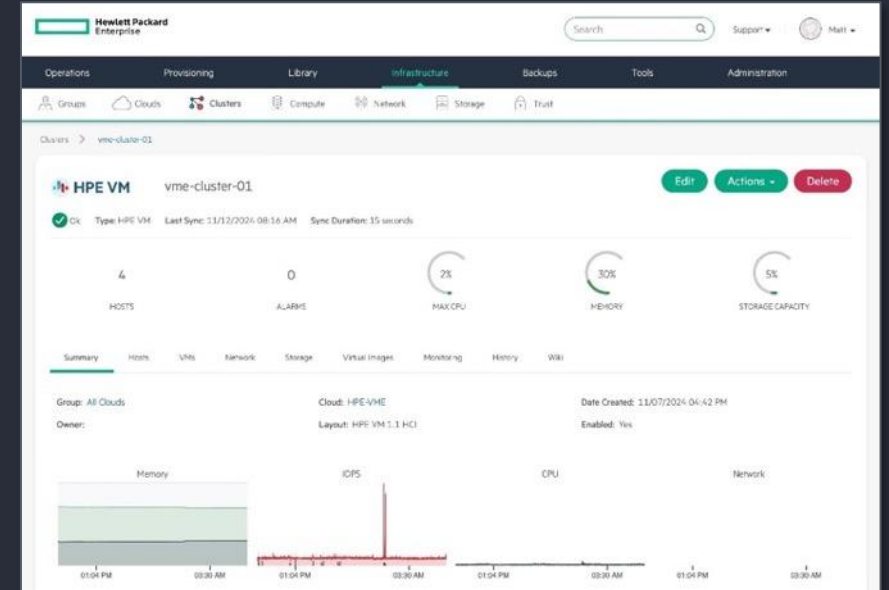 Hewlett Packard
Enterprise
Search
Support
Matt
Operations Provisioning Library Infrastructure Backups Tools Administration
Groups Clouds Clusters Compute Network Storage Trust
Clusters > vme-cluster-01
HPE VM vme-cluster-01
Edit Actions Delete
Ok Type: HPE VM Last Sync: 11/12/2024 08:16 AM Sync Duration: 15 seconds
4 0 2% 30% 5%
HOSTS ALARMS MAX CPU MEMORY STORAGE CAPACITY
Summary Hosts VMs Network Storage Virtual Images Monitoring History Wiki
Group: All Clouds Cloud: HPE-VME Date Created: 11/07/2024 04:42 PM
Owner: Layout: HPE VM 1.1 HCI Enabled: Yes
Memory IOPS CPU Network
01:04 PM 03:30 AM 01:04 PM 03:30 AM 01:04 PM 03:30 AM 01:04 PM 03:30 AM